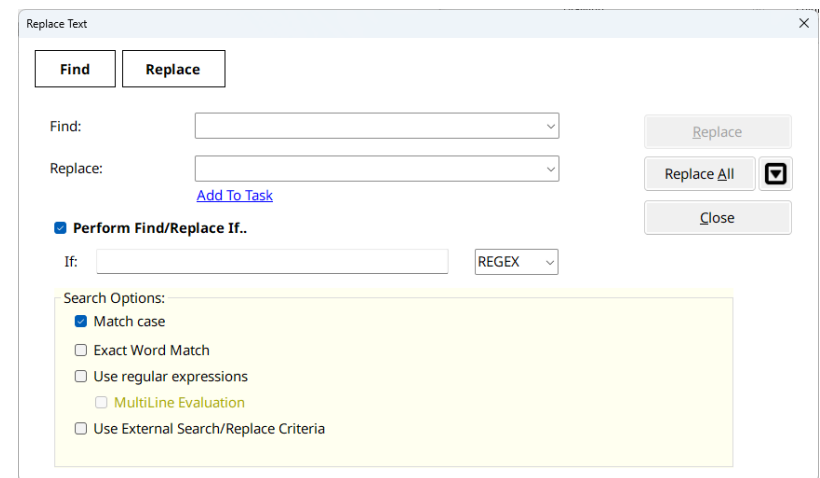 Replace Text
Find Replace
Find:
Replace
Replace:
Replace All
Add To Task
Close
Perform Find/Replace If..
If: REGEX
Search Options:
Match case
Exact Word Match
Use regular expressions
MultiLine Evaluation
Use External Search/Replace Criteria